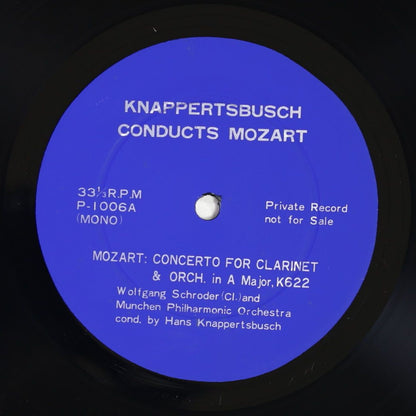 KNAPPERTSBUSCH
CONDUCTS MOZART
33⅓R.P.M
P-1006A
(MONO)
Private Record
not for Sale
MOZART: CONCERTO FOR CLARINET
& ORCH. in A Major, K622
Wolfgang Schroder(Cl.)and
Munchen Philharmonic Orchestra
cond. by Hans Knappertsbusch